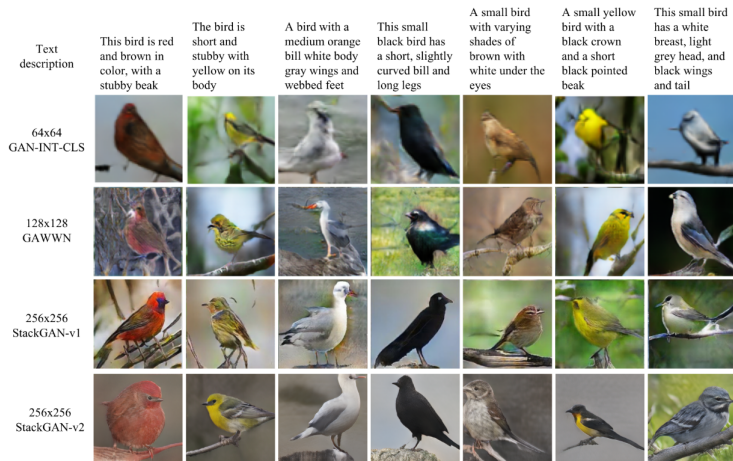 Text
description
This bird is red
and brown in
color, with a
stubby beak
The bird is
short and
stubby with
yellow on its
body
A bird with a
medium orange
bill white body
gray wings and
webbed feet
This small
black bird has
a short, slightly
curved bill and
long legs
A small bird
with varying
shades of
brown with
white under the
eyes
A small yellow
bird with a
black crown
and a short
black pointed
beak
This small bird
has a white
breast, light
grey head, and
black wings
and tail
64x64
GAN-INT-CLS
128x128
GAWWN
256x256
StackGAN-v1
256x256
StackGAN-v2